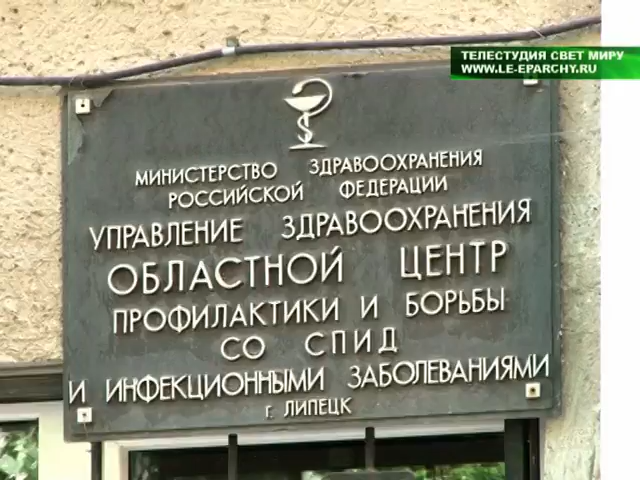 ТЕЛЕСТУДИЯ СВЕТ МИРУ
WWW.LE-EPARCHY.RU
МИНИСТЕРСТВО ЗДРАВООХРАНЕНИЯ
РОССИЙСКОЙ ФЕДЕРАЦИИ
УПРАВЛЕНИЕ ЗДРАВООХРАНЕНИЯ
ОБЛАСТНОЙ ЦЕНТР
ПРОФИЛАКТИКИ И БОРЬБЫ
СО СПИД
И ИНФЕКЦИОННЫМИ ЗАБОЛЕВАНИЯМИ
Г. ЛИПЕЦК